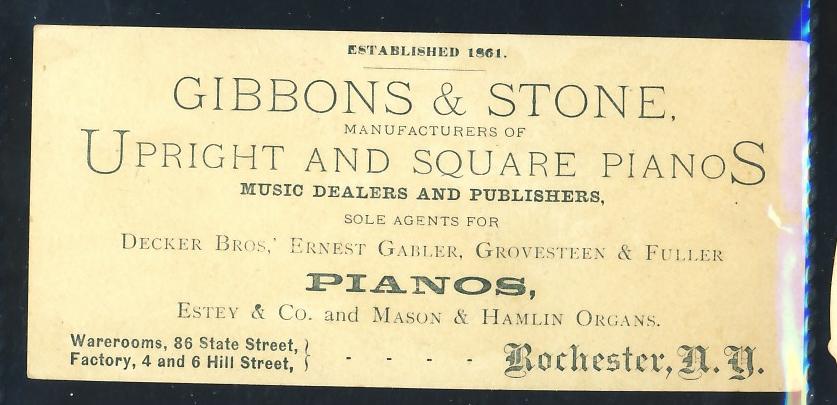 ESTABLISHED 1861.
GIBBONS & STONE,
MANUFACTURERS OF
UPRIGHT AND SQUARE PIANOS
MUSIC DEALERS AND PUBLISHERS,
SOLE AGENTS FOR
DECKER BROS,' ERNEST GABLER, GROVESTEEN & FULLER
PIANOS,
ESTEY & CO. and MASON & HAMLIN ORGANS.
Warerooms, 86 State Street,
Factory, 4 and 6 Hill Street, } - - - - Rochester, N. Y.